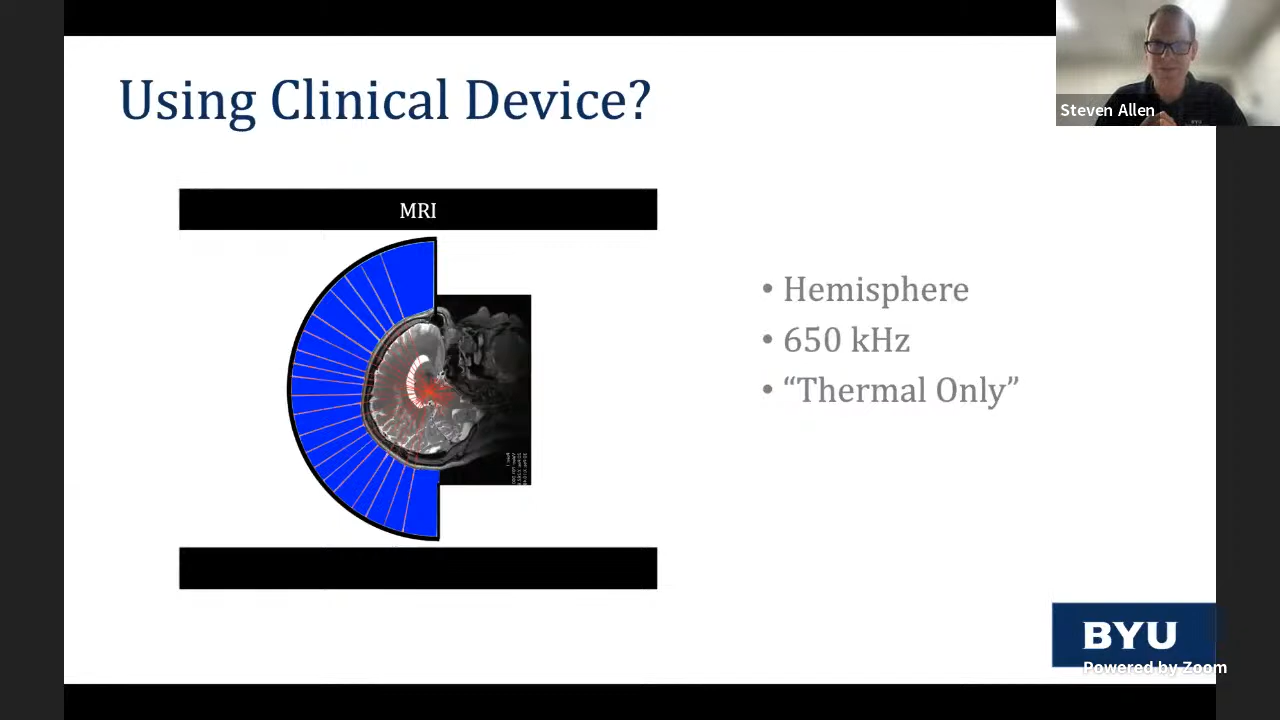 Using Clinical Device?
Steven Allen
MRI
• Hemisphere
• 650 kHz
• “Thermal Only”
BYU
Powered by Zoom